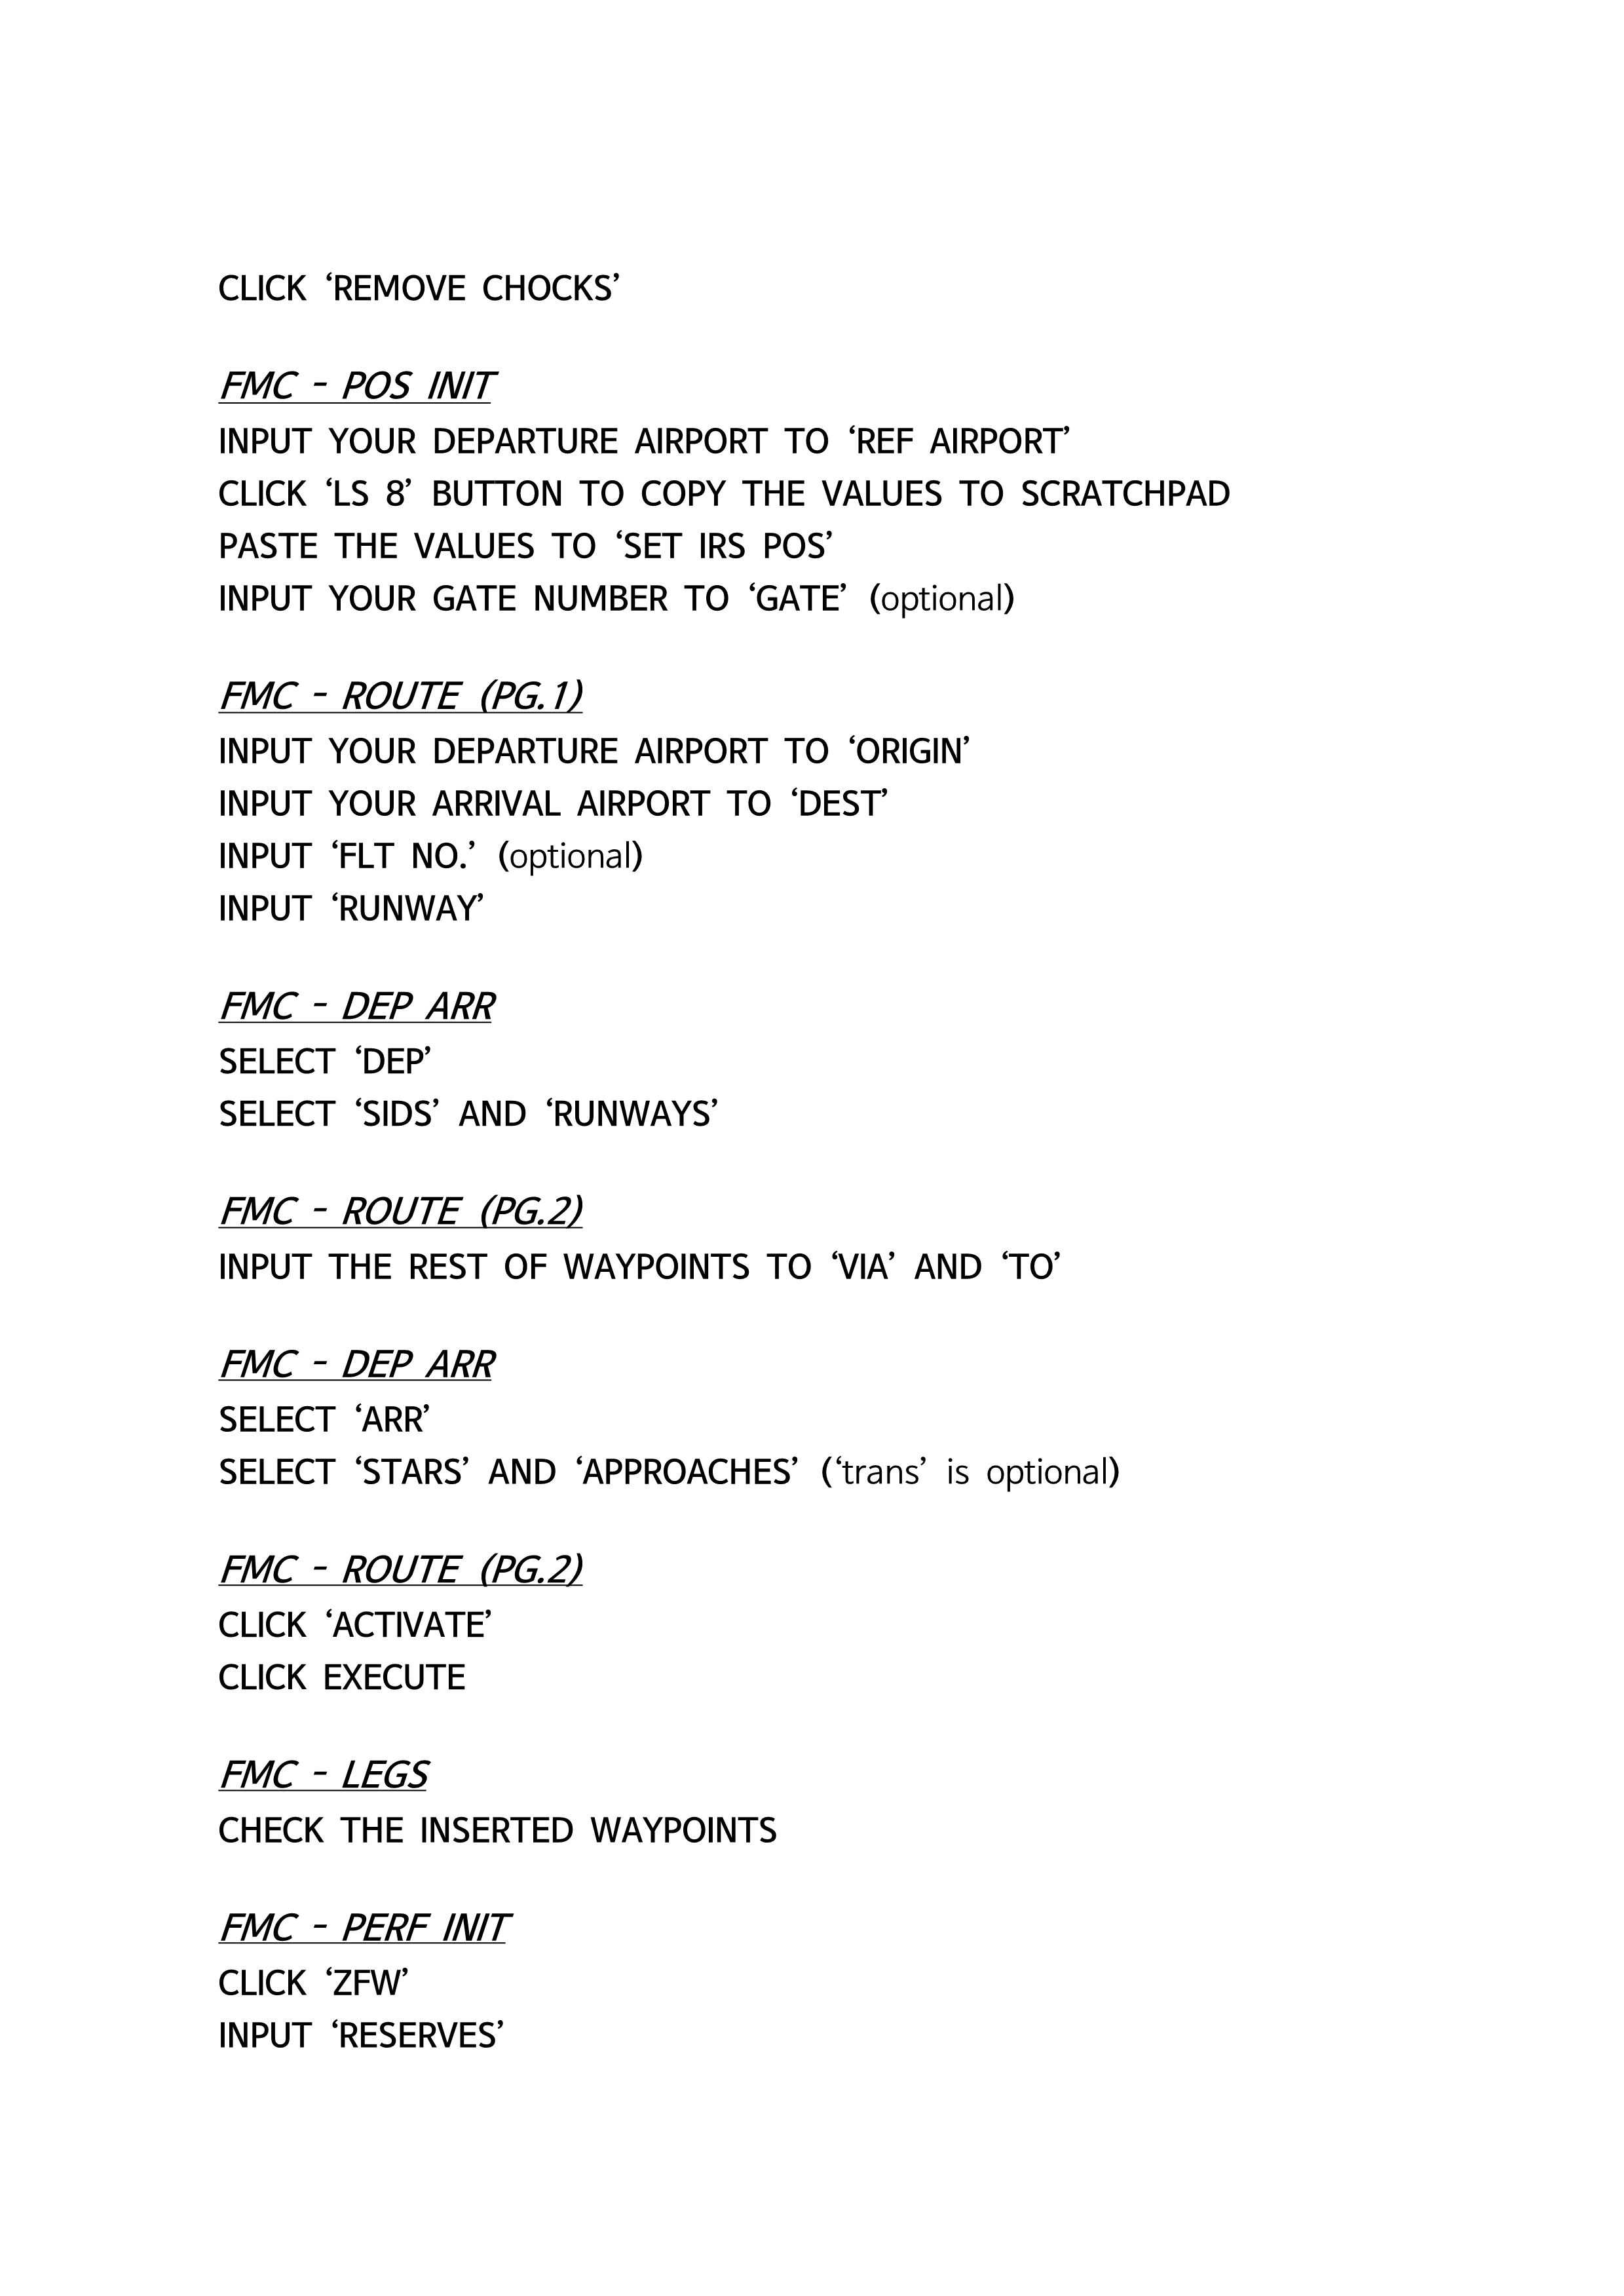 CLICK ‘REMOVE CHOCKS’
FMC - POS INIT
INPUT YOUR DEPARTURE AIRPORT TO ‘REF AIRPORT’
CLICK ‘LS 8’ BUTTON TO COPY THE VALUES TO SCRATCHPAD
PASTE THE VALUES TO ‘SET IRS POS’
INPUT YOUR GATE NUMBER TO ‘GATE’ (optional)
FMC - ROUTE (PG.1)
INPUT YOUR DEPARTURE AIRPORT TO ‘ORIGIN’
INPUT YOUR ARRIVAL AIRPORT TO ‘DEST’
INPUT ‘FLT NO.’ (optional)
INPUT ‘RUNWAY’
FMC - DEP ARR
SELECT ‘DEP’
SELECT ‘SIDS’ AND ‘RUNWAYS’
FMC - ROUTE (PG.2)
INPUT THE REST OF WAYPOINTS TO ‘VIA’ AND ‘TO’
FMC - DEP ARR
SELECT ‘ARR’
SELECT ‘STARS’ AND ‘APPROACHES’ (‘trans’ is optional)
FMC - ROUTE (PG.2)
CLICK ‘ACTIVATE’
CLICK EXECUTE
FMC - LEGS
CHECK THE INSERTED WAYPOINTS
FMC - PERF INIT
CLICK ‘ZFW’
INPUT ‘RESERVES’